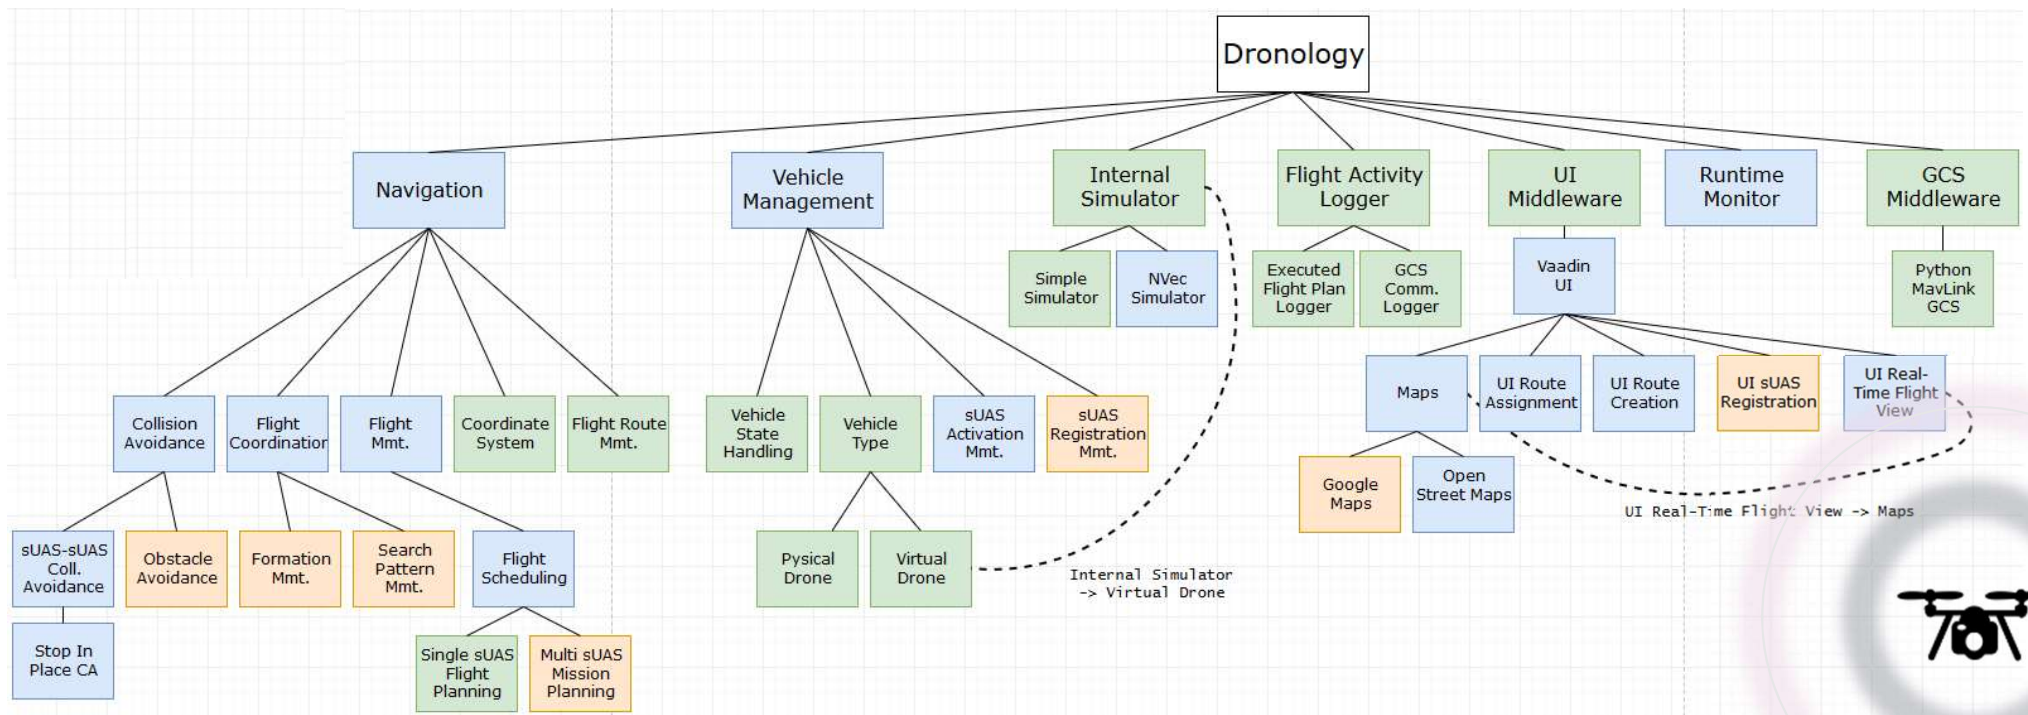 Dronology
Navigation
Vehicle
Management
Internal
Simulator
Flight Activity
Logger
UI
Middleware
Runtime
Monitor
GCS
Middleware
Simple
Simulator
NVec
Simulator
Executed
Flight Plan
Logger
GCS
Comm.
Logger
Vaadin
UI
Python
MavLink
GCS
Maps
UI Route
Assignment
UI Route
Creation
UI sUAS
Registration
UI Real-
Time Flight
View
Collision
Avoidance
Flight
Coordination
Flight
Mmt.
Coordinate
System
Flight Route
Mmt.
Vehicle
State
Handling
Vehicle
Type
sUAS
Activation
Mmt.
sUAS
Registration
Mmt.
Google
Maps
Open
Street Maps
UI Real-Time Flight View -> Maps
sUAS-sUAS
Coll.
Avoidance
Obstacle
Avoidance
Formation
Mmt.
Search
Pattern
Mmt.
Flight
Scheduling
Pysical
Drone
Virtual
Drone
Internal Simulator
-> Virtual Drone
Stop In
Place CA
Single sUAS
Flight
Planning
Multi sUAS
Mission
Planning